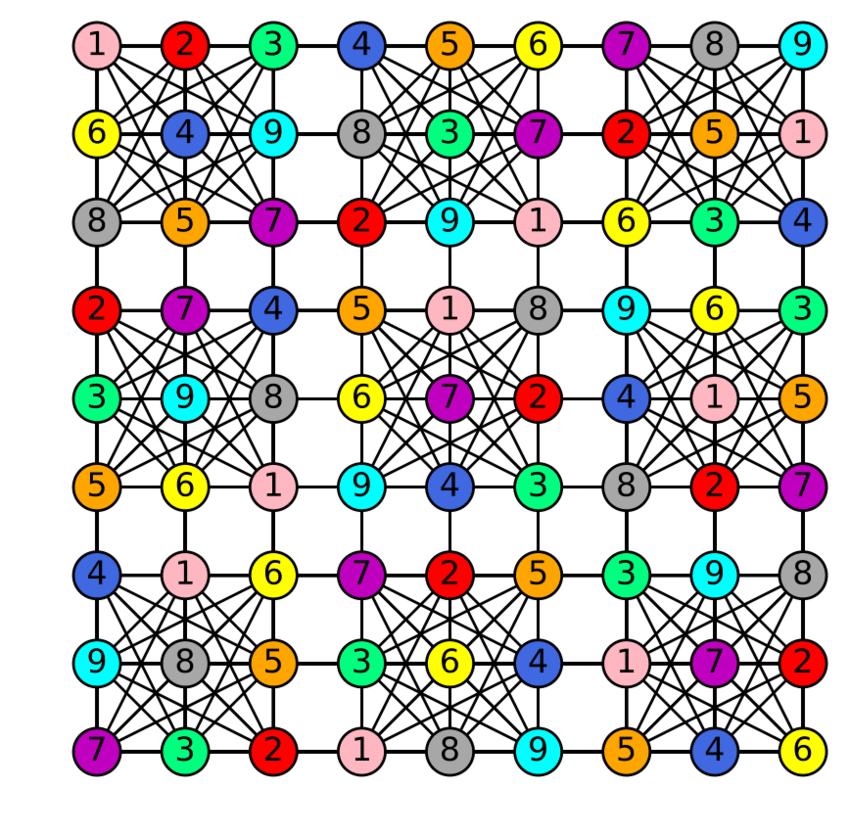 1 2 3 4 5 6 7 8 9
6 4 9 8 3 7 2 5 1
8 5 7 2 9 1 6 3 4
2 7 4 5 1 8 9 6 3
3 9 8 6 7 2 4 1 5
5 6 1 9 4 3 8 2 7
4 1 6 7 2 5 3 9 8
9 8 5 3 6 4 1 7 2
7 3 2 1 8 9 5 4 6